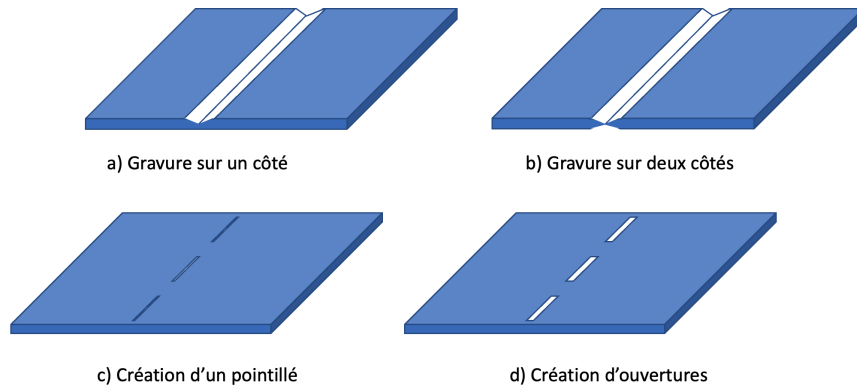 a) Gravure sur un côté
b) Gravure sur deux côtés
c) Création d'un pointillé
d) Création d'ouvertures